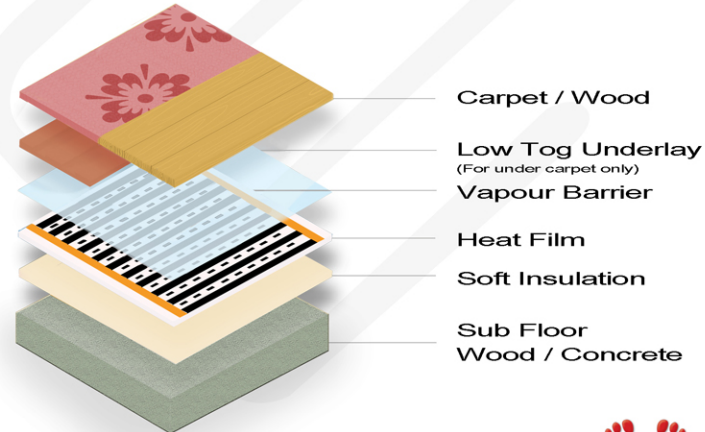 Carpet / Wood
Low Tog Underlay
(For under carpet only)
Vapour Barrier
Heat Film
Soft Insulation
Sub Floor
Wood / Concrete